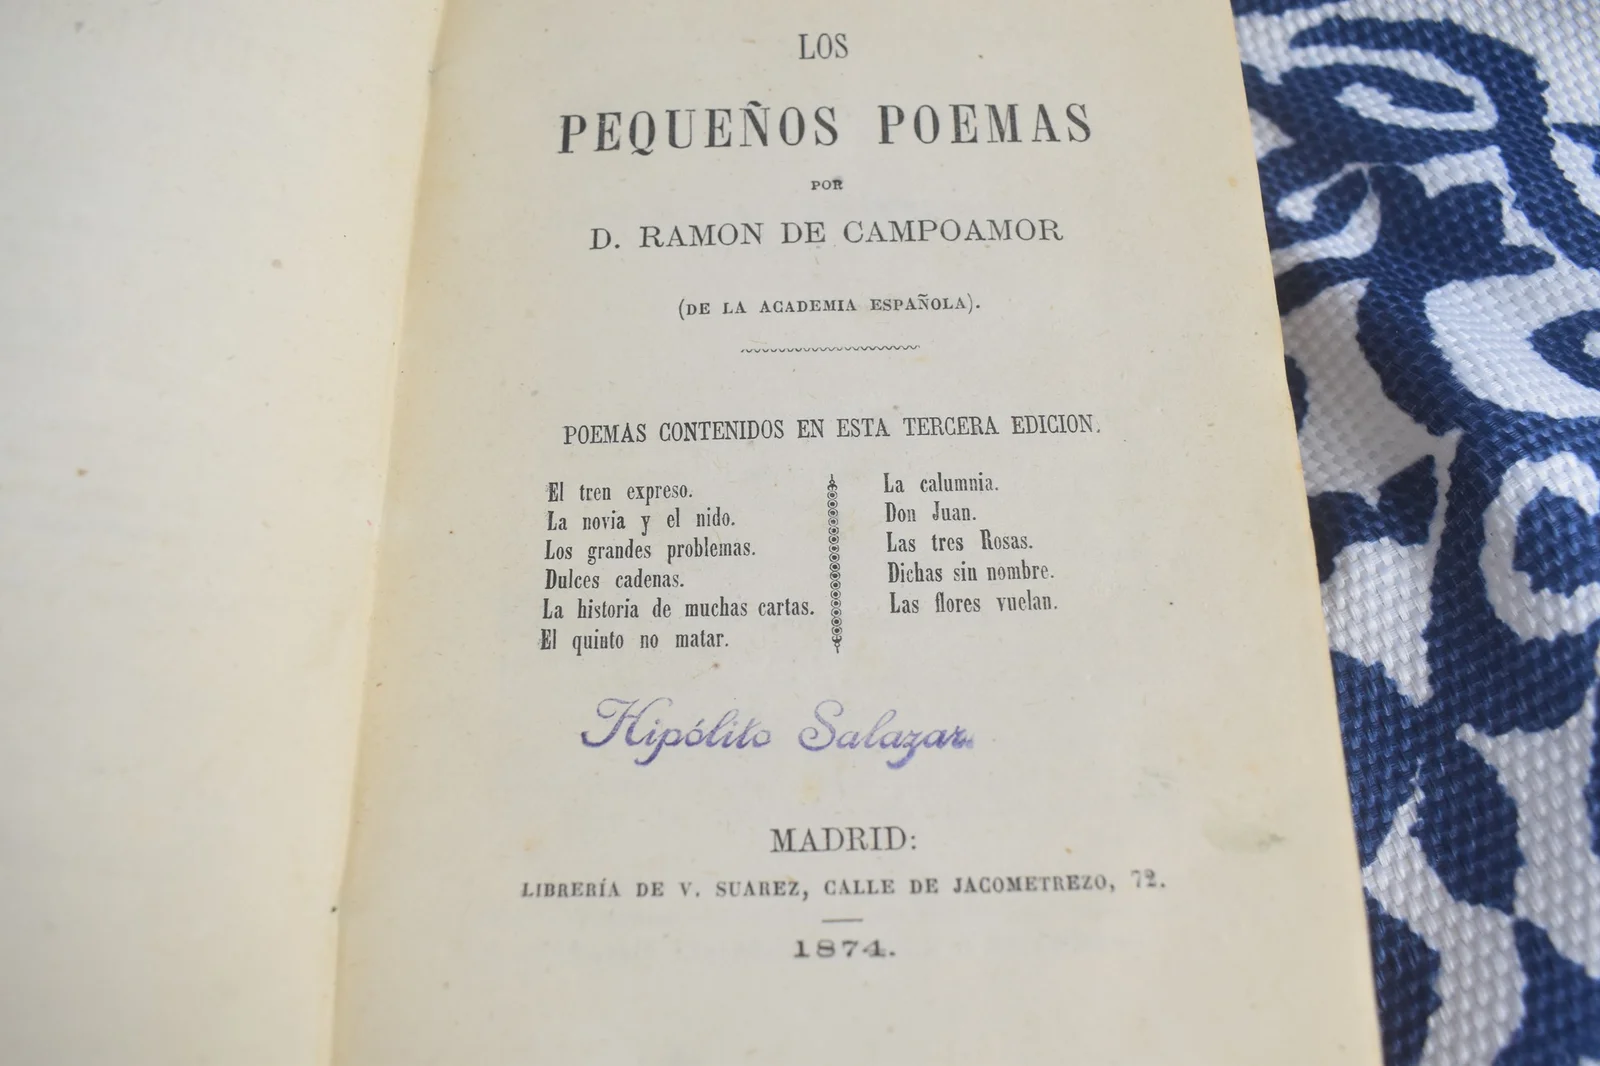 LOS
PEQUEÑOS POEMAS
POR
D. RAMON DE CAMPOAMOR
(DE LA ACADEMIA ESPAÑOLA).
POEMAS CONTENIDOS EN ESTA TERCERA EDICION.
El tren expreso.
La novia y el nido.
Los grandes problemas.
Dulces cadenas.
La historia de muchas cartas.
El quinto no matar.
La calumnia.
Don Juan.
Las tres Rosas.
Dichas sin nombre.
Las flores vuelan.
Hipólito Salazar
MADRID:
LIBRERÍA DE V. SUAREZ, CALLE DE JACOMETREZO, 72.
1874.